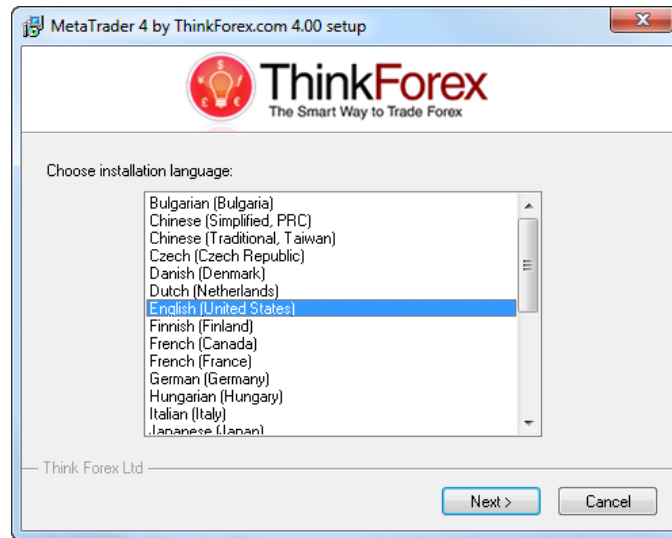 MetaTrader 4 by ThinkForex.com 4.00 setup
ThinkForex
The Smart Way to Trade Forex
Choose installation language:
Bulgarian (Bulgaria)
Chinese (Simplified, PRC)
Chinese (Traditional, Taiwan)
Czech (Czech Republic)
Danish (Denmark)
Dutch (Netherlands)
English (United States)
Finnish (Finland)
French (Canada)
French (France)
German (Germany)
Hungarian (Hungary)
Italian (Italy)
Japanese (Japan)
Think Forex Ltd
Next >
Cancel